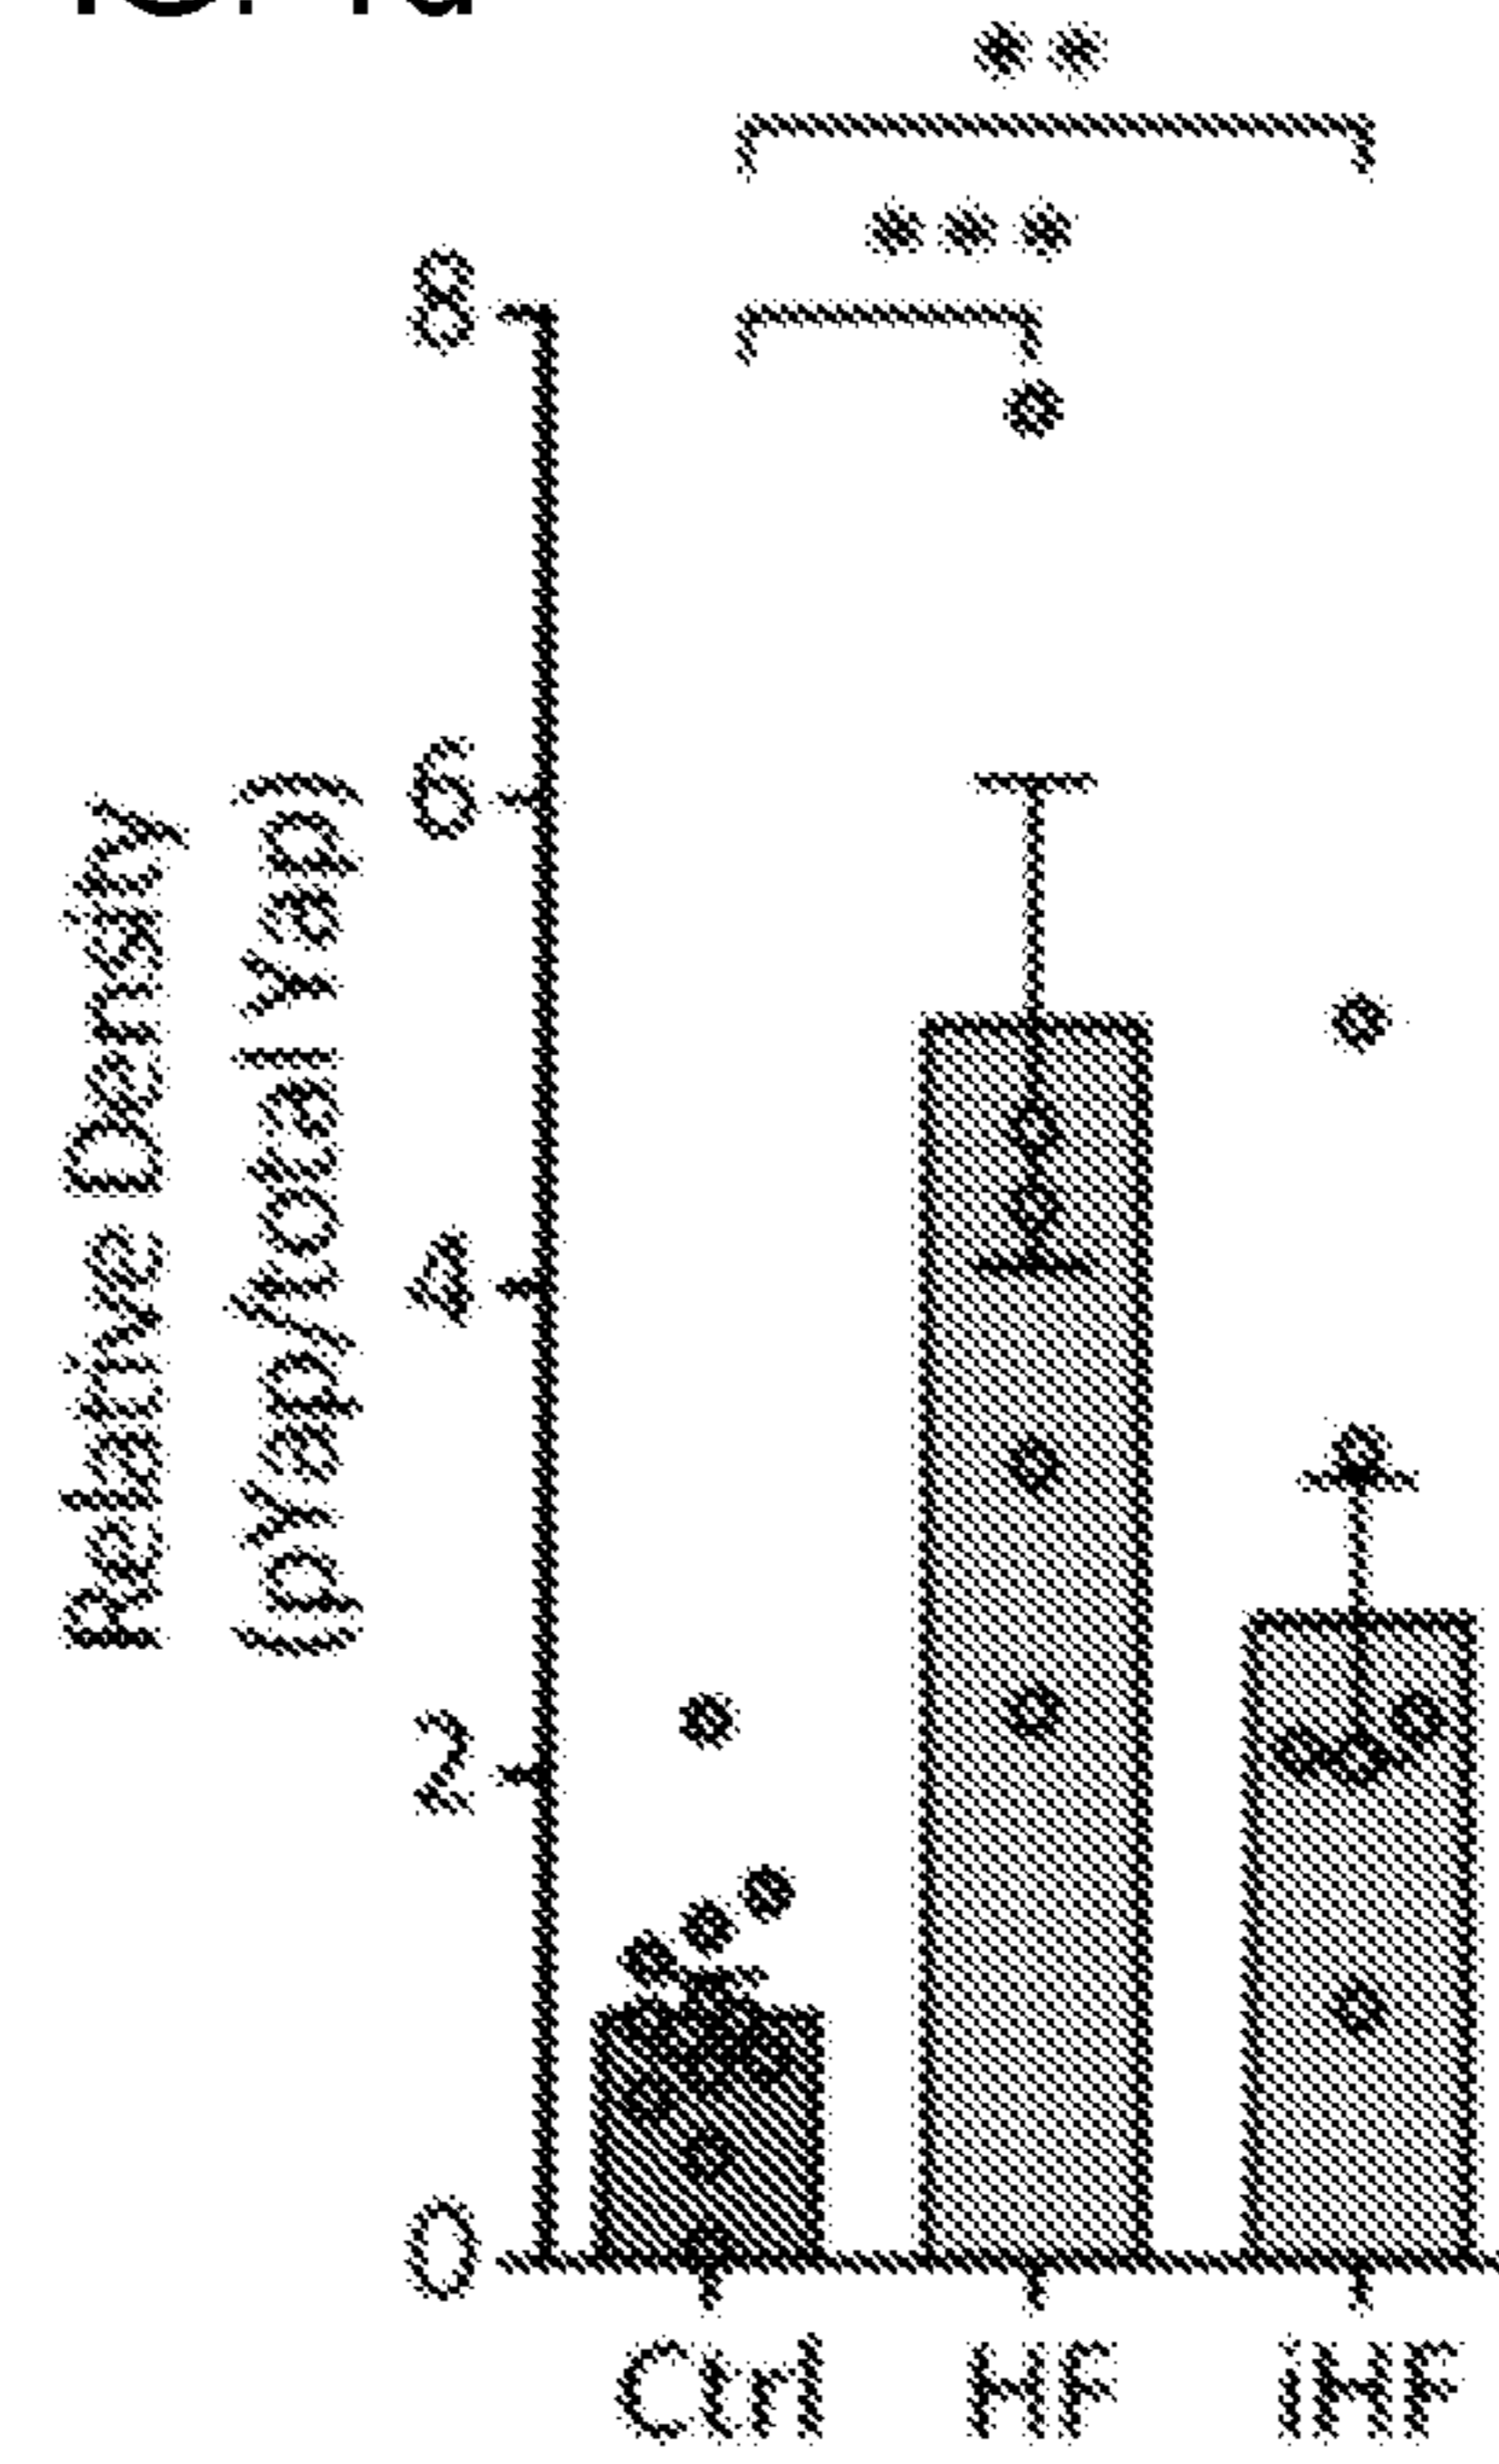 **
***
8
6
4
2
0
Relative Density
(pYap/total Yap)
Ctrl HF iHF